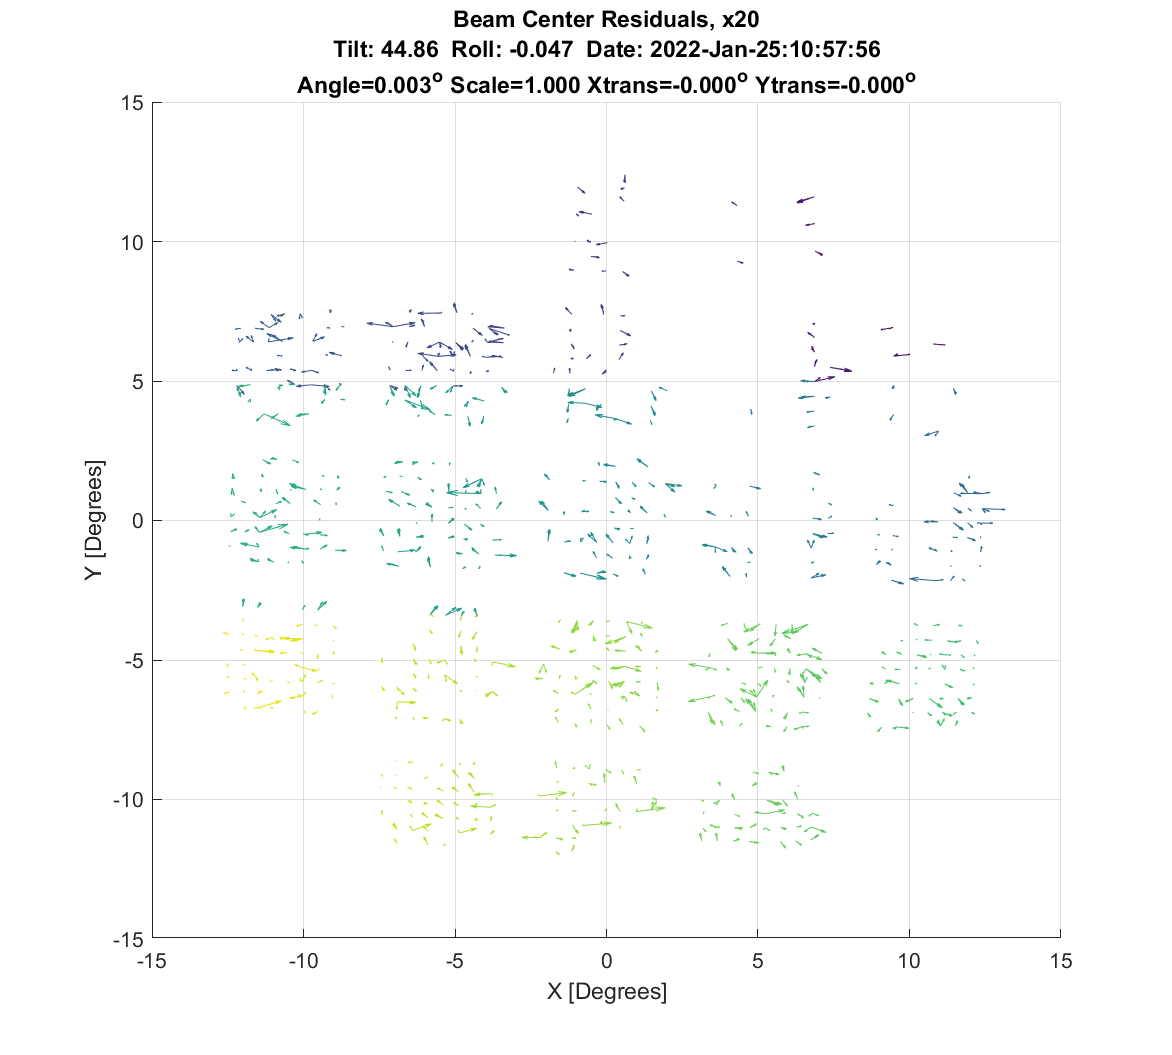 Beam Center Residuals, x20
Tilt: 44.86 Roll: -0.047 Date: 2022-Jan-25:10:57:56
Angle=0.003° Scale=1.000 Xtrans=-0.000° Ytrans=-0.000°
15
10
5
0
-5
-10
-15
Y [Degrees]
-15 -10 -5 0 5 10 15
X [Degrees]